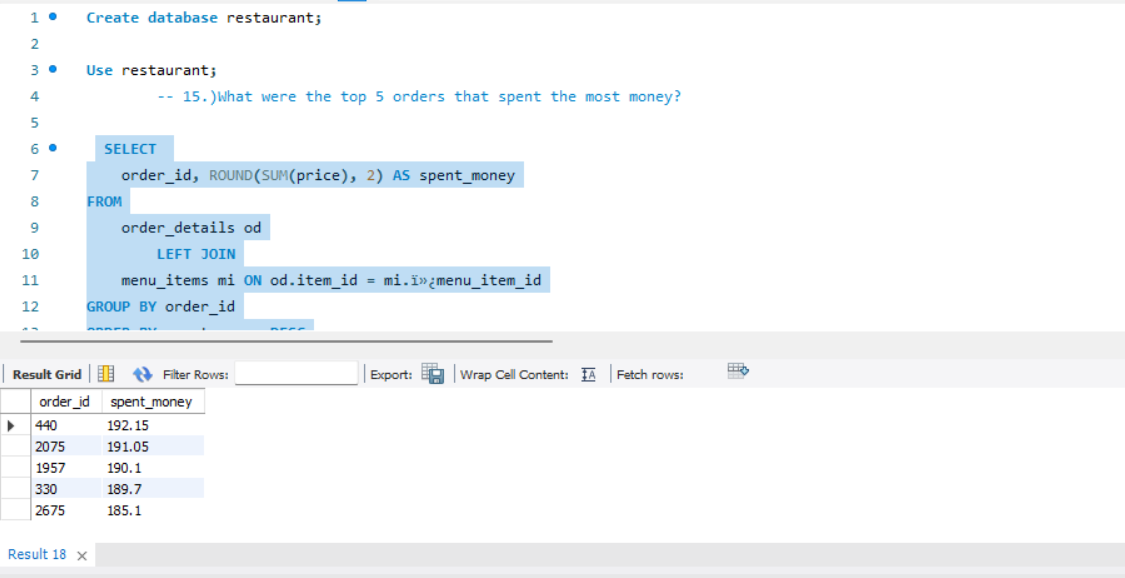 1 Create database restaurant;
2
3 Use restaurant;
4 -- 15.)What were the top 5 orders that spent the most money?
5
6 SELECT
7 order_id, ROUND(SUM(price), 2) AS spent_money
8 FROM
9 order_details od
10 LEFT JOIN
11 menu_items mi ON od.item_id = mi.ï»¿menu_item_id
12 GROUP BY order_id
Result Grid Filter Rows: Export: Wrap Cell Content: Fetch rows:
order_id spent_money
440 192.15
2075 191.05
1957 190.1
330 189.7
2675 185.1
Result 18